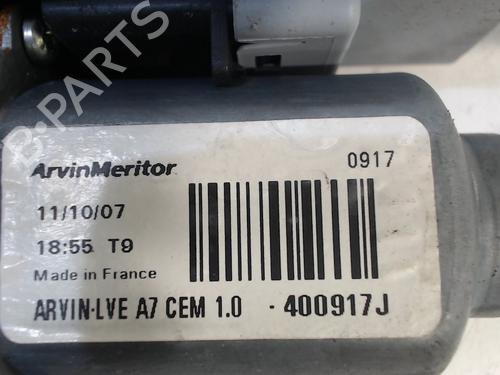 B-PARTS
ArvinMeritor 0917
11/10/07
18:55 T9
Made in France
ARVIN·LVE A7 CEM 1.0 - 400917J